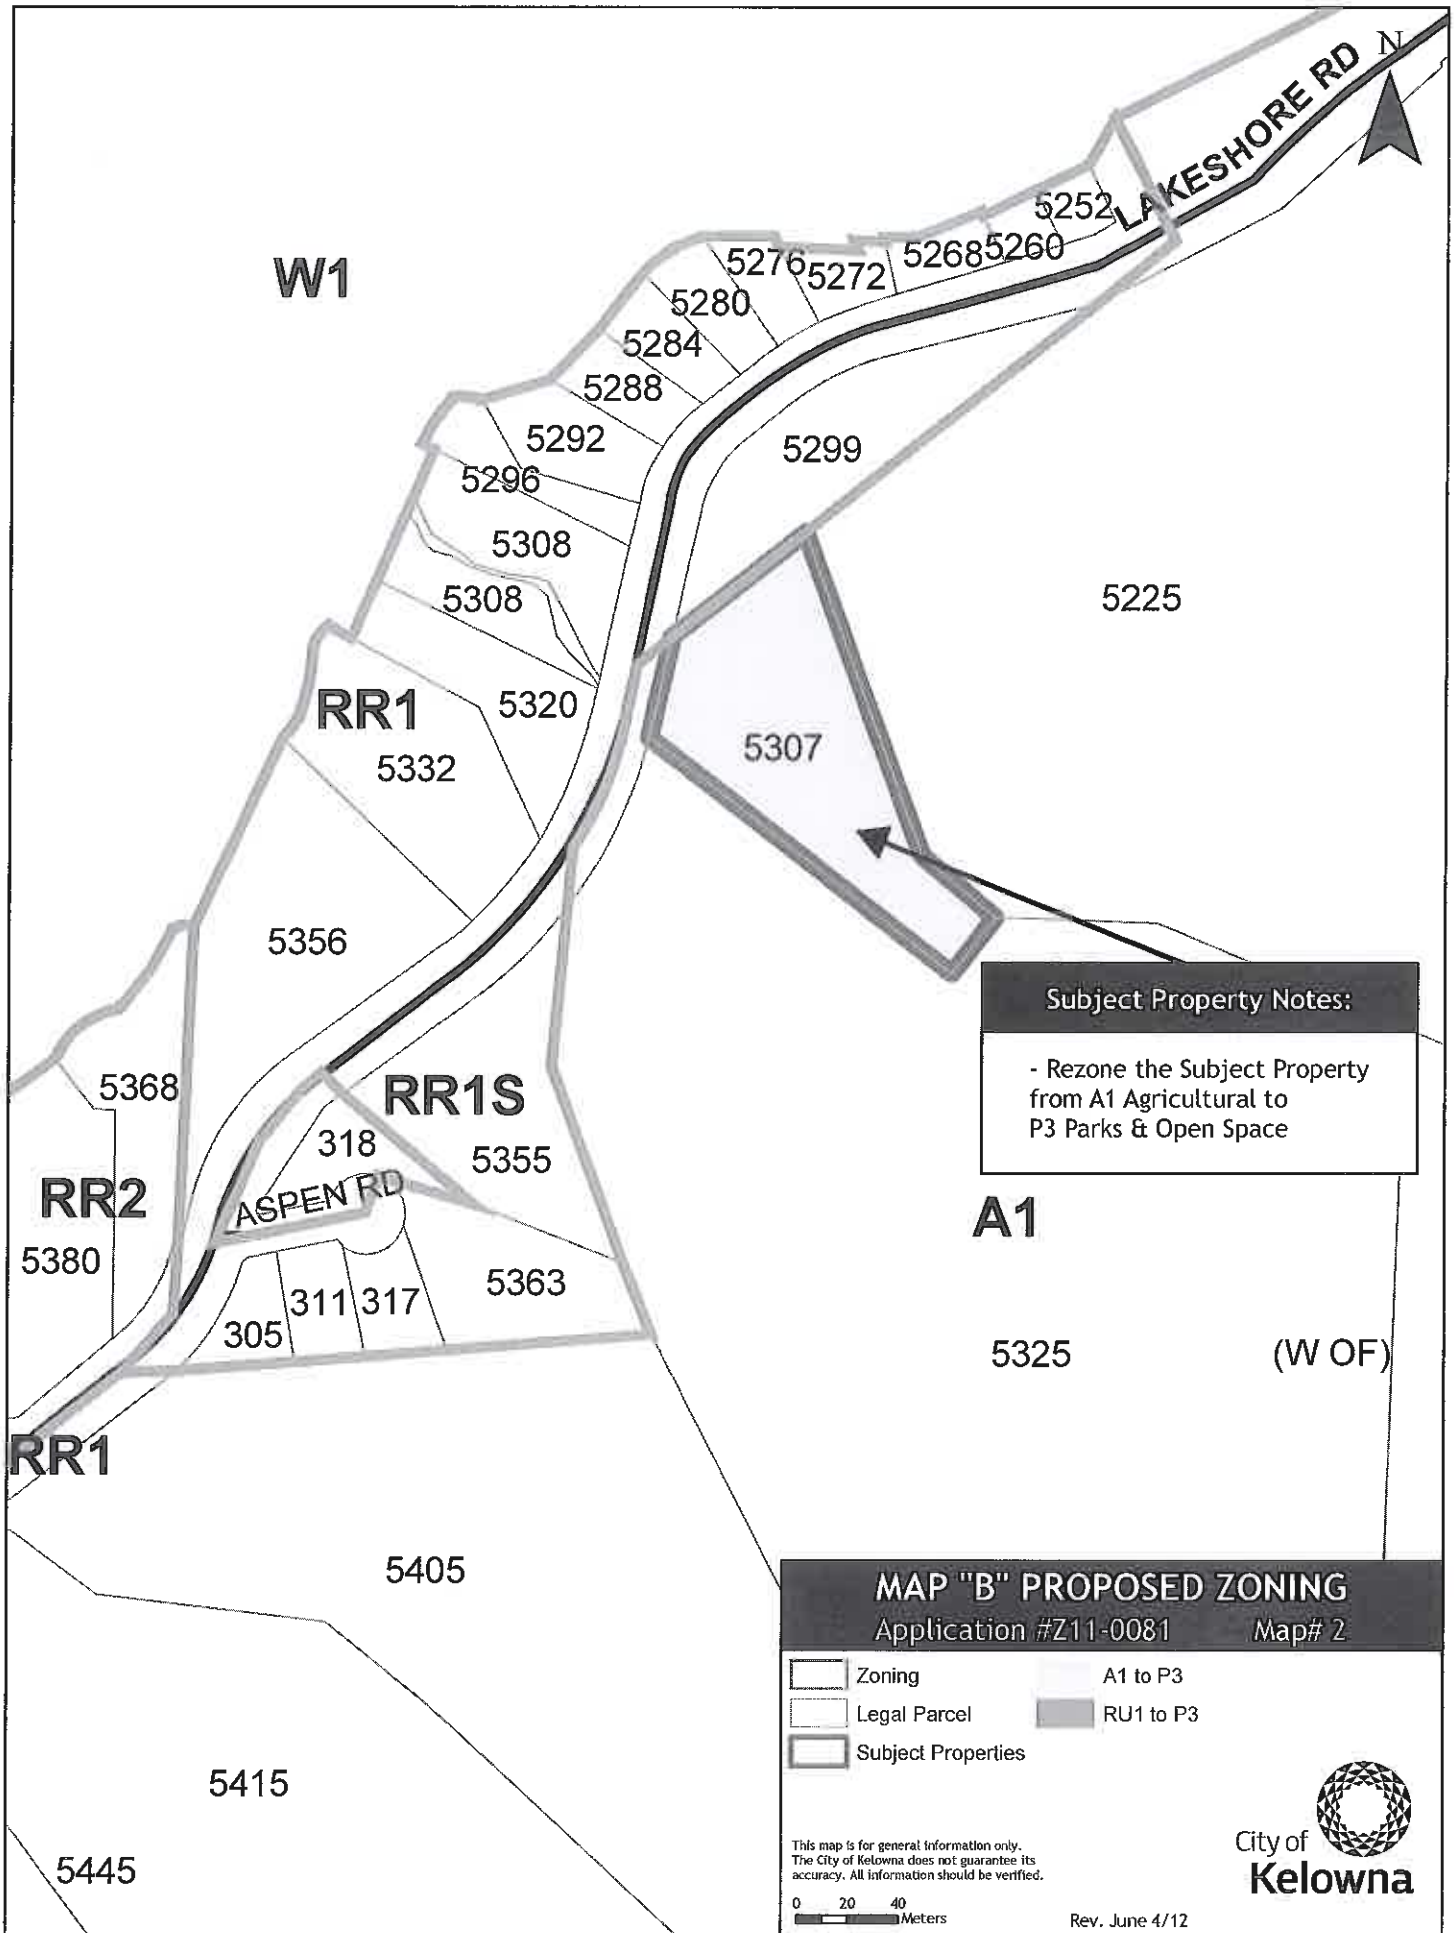 N
LAKESHORE RD
5252
W1
5276
5272
5268
5260
5280
5284
5288
5292
5299
5296
5308
5308
5225
5320
RR1
5307
5332
5356
Subject Property Notes:
- Rezone the Subject Property
from A1 Agricultural to
P3 Parks & Open Space
5368
RR1S
318
5355
RR2
ASPEN RD
A1
5380
5363
311
317
305
5325
(W OF)
RR1
5405
MAP "B" PROPOSED ZONING
Application #Z11-0081 Map# 2
Zoning
A1 to P3
Legal Parcel
RU1 to P3
Subject Properties
5415
5445
This map is for general information only.
The City of Kelowna does not guarantee its
accuracy. All information should be verified.
City of
Kelowna
0 20 40
Meters
Rev. June 4/12